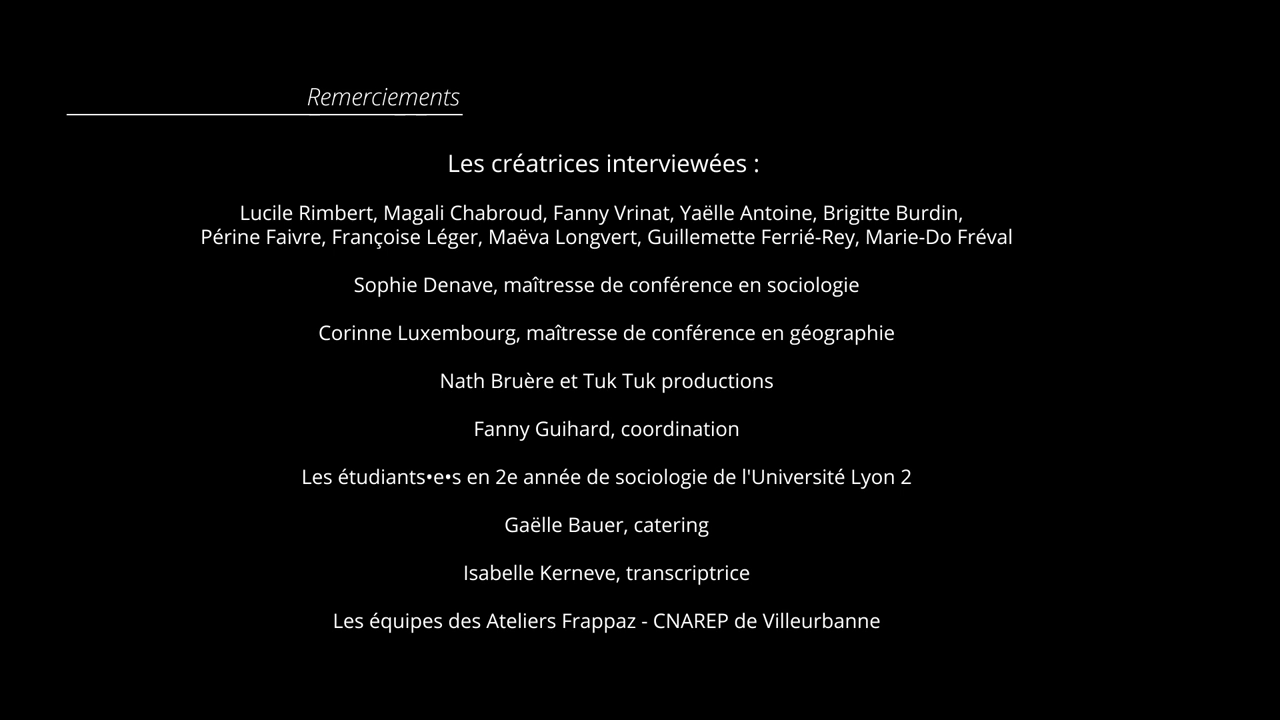 Remerciements
Les créatrices interviewées :
Lucile Rimbert, Magali Chabroud, Fanny Vrinat, Yaëlle Antoine, Brigitte Burdin,
Périne Faivre, Françoise Léger, Maëva Longvert, Guillemette Ferrié-Rey, Marie-Do Fréval
Sophie Denave, maîtresse de conférence en sociologie
Corinne Luxembourg, maîtresse de conférence en géographie
Nath Bruère et Tuk Tuk productions
Fanny Guihard, coordination
Les étudiants•e•s en 2e année de sociologie de l'Université Lyon 2
Gaëlle Bauer, catering
Isabelle Kerneve, transcriptrice
Les équipes des Ateliers Frappaz - CNAREP de Villeurbanne